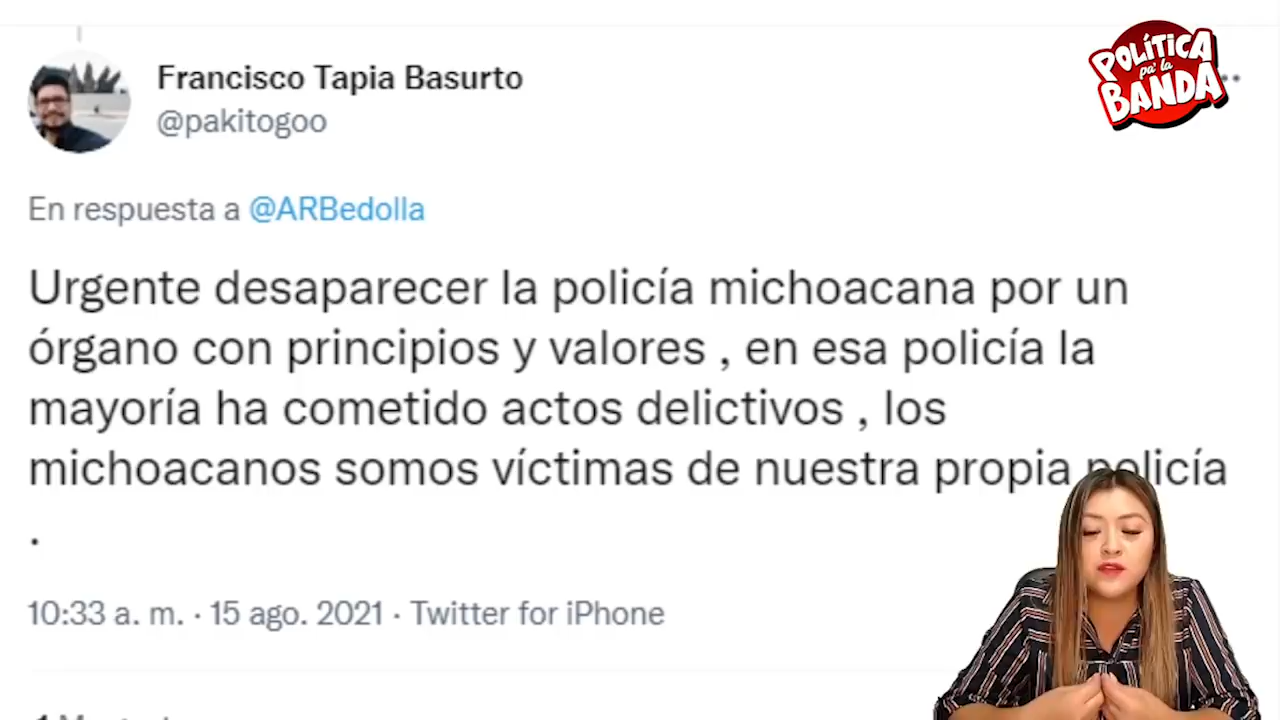 Francisco Tapia Basurto
@pakitogoo
POLÍTICA
pa' la
BANDA
En respuesta a @ARBedolla
Urgente desaparecer la policía michoacana por un
órgano con principios y valores , en esa policía la
mayoría ha cometido actos delictivos , los
michoacanos somos víctimas de nuestra propia policía
.
10:33 a. m. · 15 ago. 2021 · Twitter for iPhone